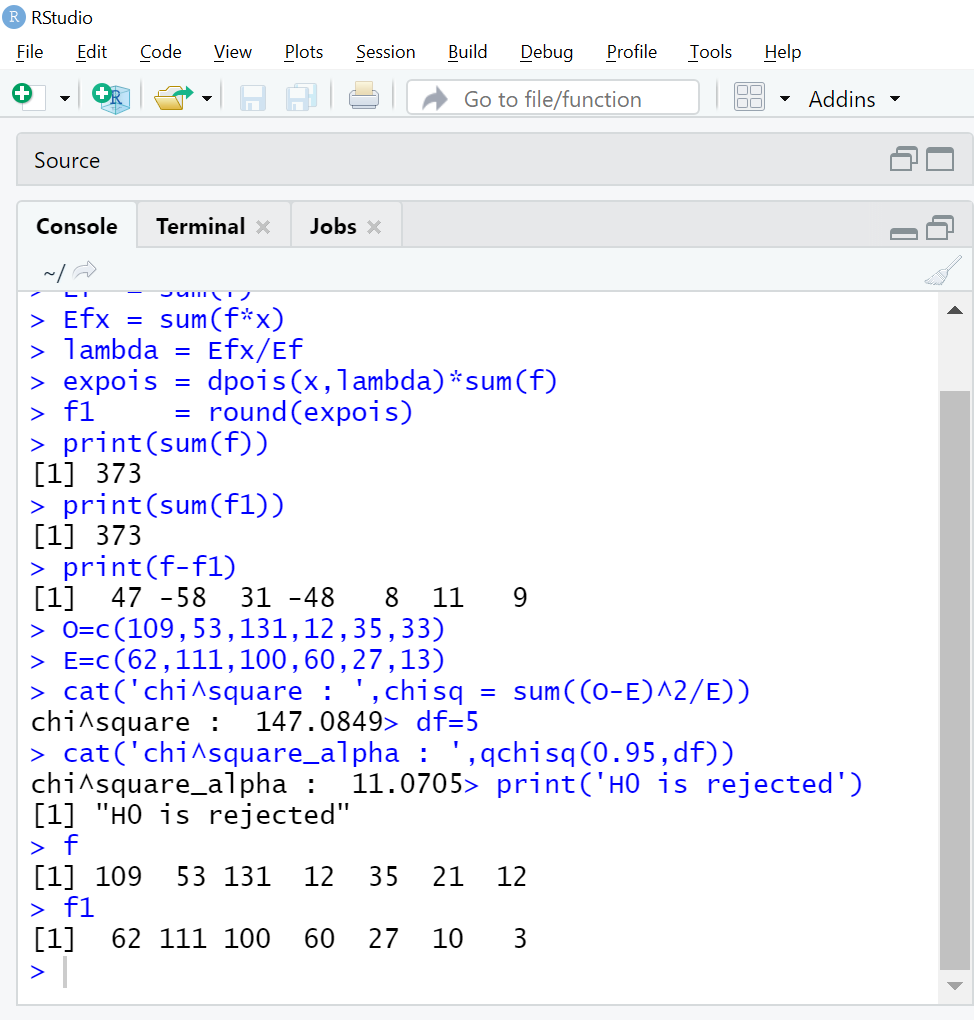 R RStudio
File Edit Code View Plots Session Build Debug Profile Tools Help
R Go to file/function Addins
Source
Console Terminal × Jobs ×
~/
> Ef = sum(f)
> Efx = sum(f*x)
> lambda = Efx/Ef
> expois = dpois(x,lambda)*sum(f)
> f1     = round(expois)
> print(sum(f))
[1] 373
> print(sum(f1))
[1] 373
> print(f-f1)
[1]  47 -58  31 -48   8  11   9
> O=c(109,53,131,12,35,33)
> E=c(62,111,100,60,27,13)
> cat('chi^square : ',chisq = sum((O-E)^2/E))
chi^square :  147.0849> df=5
> cat('chi^square_alpha : ',qchisq(0.95,df))
chi^square_alpha :  11.0705> print('H0 is rejected')
[1] "H0 is rejected"
> f
[1] 109  53 131  12  35  21  12
> f1
[1]  62 111 100  60  27  10   3
>